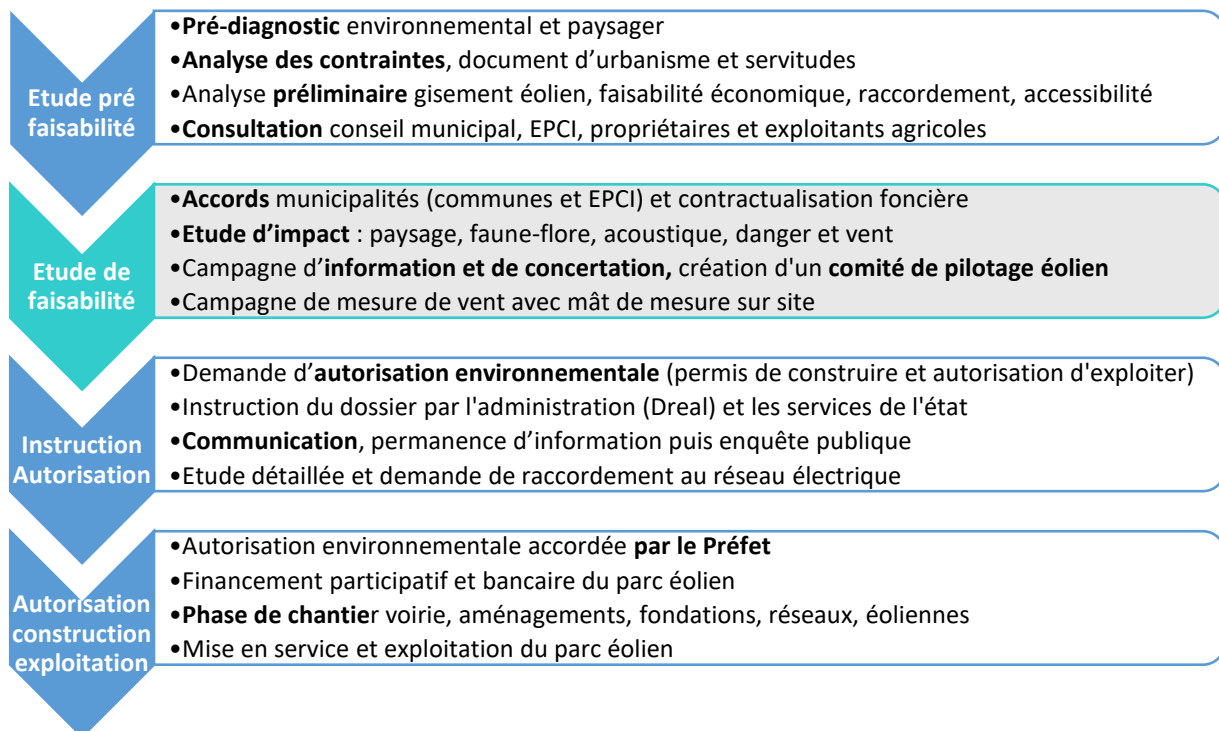 Etude pré
faisabilité
•Pré-diagnostic environnemental et paysager
•Analyse des contraintes, document d’urbanisme et servitudes
•Analyse préliminaire gisement éolien, faisabilité économique, raccordement, accessibilité
•Consultation conseil municipal, EPCI, propriétaires et exploitants agricoles
Etude de
faisabilité
•Accords municipalités (communes et EPCI) et contractualisation foncière
•Etude d’impact : paysage, faune-flore, acoustique, danger et vent
•Campagne d’information et de concertation, création d'un comité de pilotage éolien
•Campagne de mesure de vent avec mât de mesure sur site
Instruction
Autorisation
•Demande d’autorisation environnementale (permis de construire et autorisation d'exploiter)
•Instruction du dossier par l'administration (Dreal) et les services de l'état
•Communication, permanence d’information puis enquête publique
•Etude détaillée et demande de raccordement au réseau électrique
Autorisation
construction
exploitation
•Autorisation environnementale accordée par le Préfet
•Financement participatif et bancaire du parc éolien
•Phase de chantier voirie, aménagements, fondations, réseaux, éoliennes
•Mise en service et exploitation du parc éolien